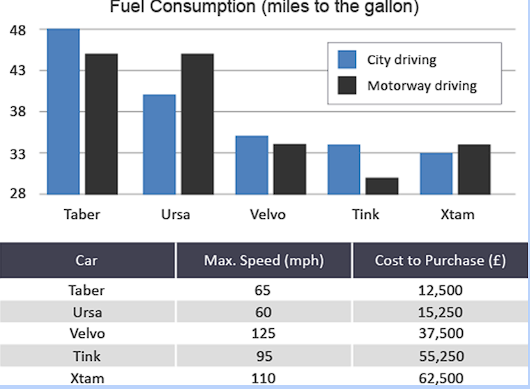 Fuel Consumption (miles to the gallon)
48
City driving
43
Motorway driving
38
33
28
Taber Ursa Velvo Tink Xtam
Car Max. Speed (mph) Cost to Purchase (£)
Taber 65 12,500
Ursa 60 15,250
Velvo 125 37,500
Tink 95 55,250
Xtam 110 62,500